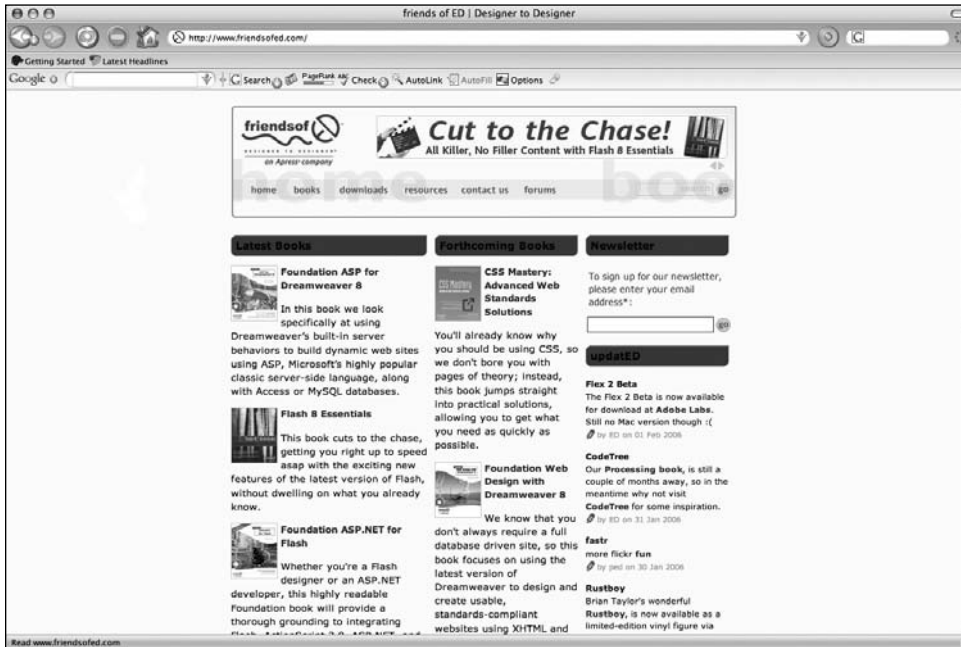 friends of ED | Designer to Designer
http://www.friendsofed.com/
G
Getting Started Latest Headlines
Google
G Search PageRank ABC Check AutoLink AutoFill Options
friendsof
DESIGNER TO DESIGNER
an Apress company
Cut to the Chase!
All Killer, No Filler Content with Flash 8 Essentials
home boo
home books downloads resources contact us forums search go
Latest Books
Foundation ASP for
Dreamweaver 8
In this book we look
specifically at using
Dreamweaver's built-in server
behaviors to build dynamic web sites
using ASP, Microsoft's highly popular
classic server-side language, along
with Access or MySQL databases.
Flash 8 Essentials
This book cuts to the chase,
getting you right up to speed
asap with the exciting new
features of the latest version of Flash,
without dwelling on what you already
know.
Foundation ASP.NET for
Flash
Whether you're a Flash
designer or an ASP.NET
developer, this highly readable
Foundation book will provide a
thorough grounding to integrating
Flash, ActionScript 2.0, ASP.NET, and
Forthcoming Books
CSS Mastery
CSS Mastery:
Advanced Web
Standards
Solutions
You'll already know why
you should be using CSS, so
we don't bore you with
pages of theory; instead,
this book jumps straight
into practical solutions,
allowing you to get what
you need as quickly as
possible.
Foundation Web
Design with
Dreamweaver 8
We know that you
don't always require a full
database driven site, so this
book focuses on using the
latest version of
Dreamweaver to design and
create usable,
standards-compliant
websites using XHTML and
Newsletter
To sign up for our newsletter,
please enter your email
address*:
go
updatED
Flex 2 Beta
The Flex 2 Beta is now available
for download at Adobe Labs.
Still no Mac version though :(
by ED on 01 Feb 2006
CodeTree
Our Processing book, is still a
couple of months away, so in the
meantime why not visit
CodeTree for some inspiration.
by ED on 31 Jan 2006
fastr
more flickr fun
by ped on 30 Jan 2006
Rustboy
Brian Taylor's wonderful
Rustboy, is now available as a
limited-edition vinyl figure via
Read www.friendsofed.com